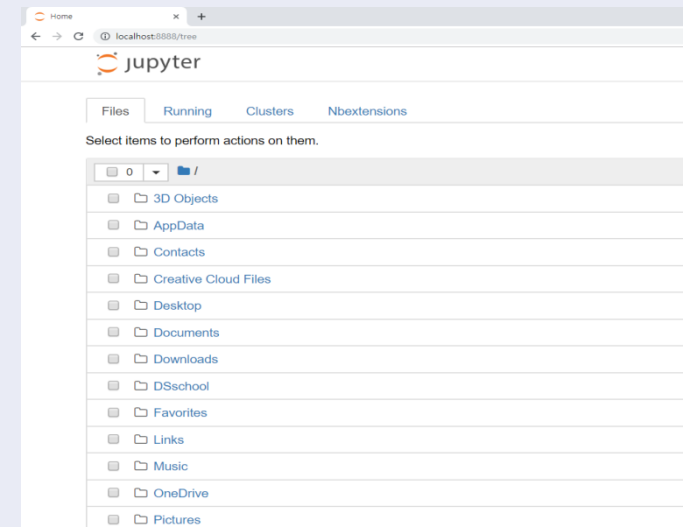 Home × +
localhost:8888/tree
jupyter
Files Running Clusters Nbextensions
Select items to perform actions on them.
0 /
3D Objects
AppData
Contacts
Creative Cloud Files
Desktop
Documents
Downloads
DSschool
Favorites
Links
Music
OneDrive
Pictures